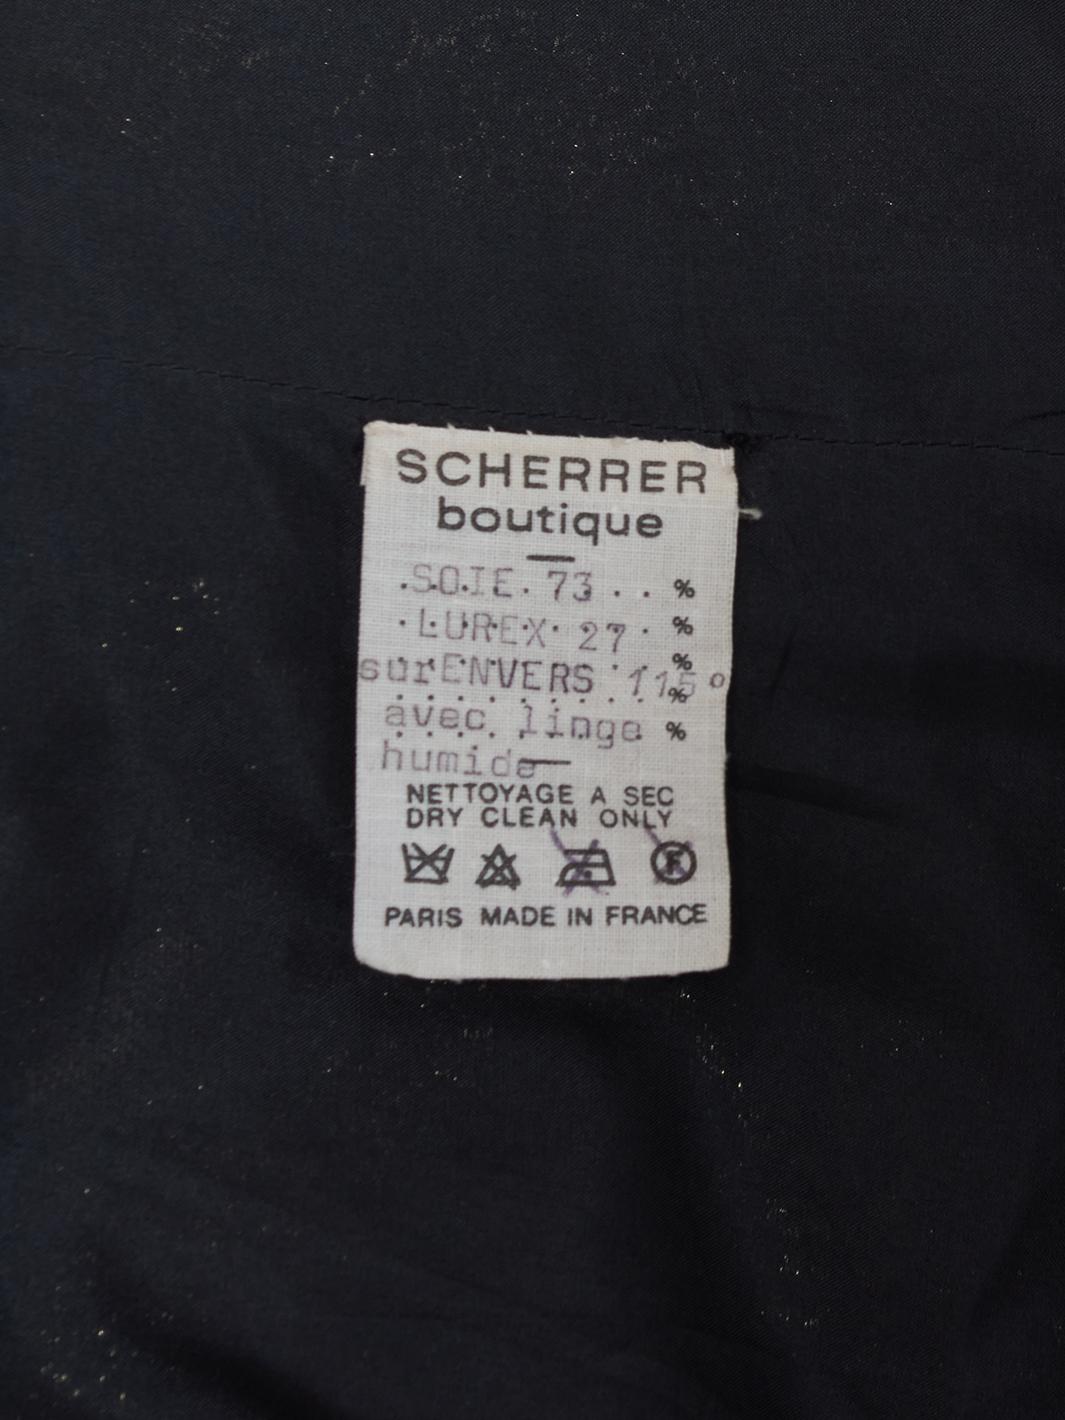 SCHERRER
boutique
SOIE 73 %
LUREX 27 %
surENVERS 115° %
%
avec linge %
humide
NETTOYAGE A SEC
DRY CLEAN ONLY
F
PARIS MADE IN FRANCE